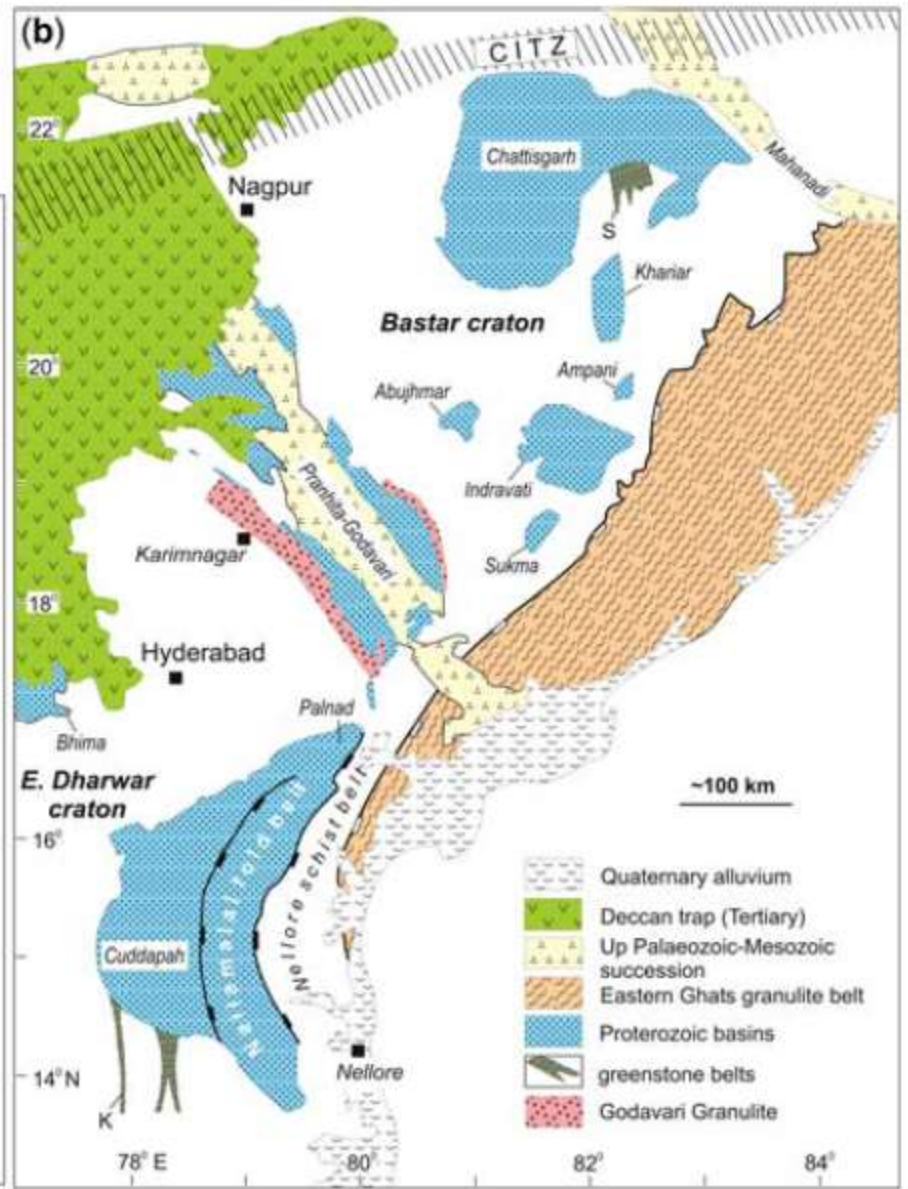 (b)
CITZ
22°
Chattisgarh
Mahanadi
Nagpur
S
Khariar
Bastar craton
20°
Ampani
Abujhmar
Pranhita-Godavari
Indravati
Karimnagar
Sukma
18°
Hyderabad
Palnad
Bhima
E. Dharwar
craton
~100 km
16°
Nallamalai fold belt
Nellore schist belt
Quaternary alluvium
Deccan trap (Tertiary)
Up Palaeozoic-Mesozoic
succession
Cuddapah
Eastern Ghats granulite belt
Proterozoic basins
14° N
Nellore
greenstone belts
K
Godavari Granulite
78° E
80°
82°
84°